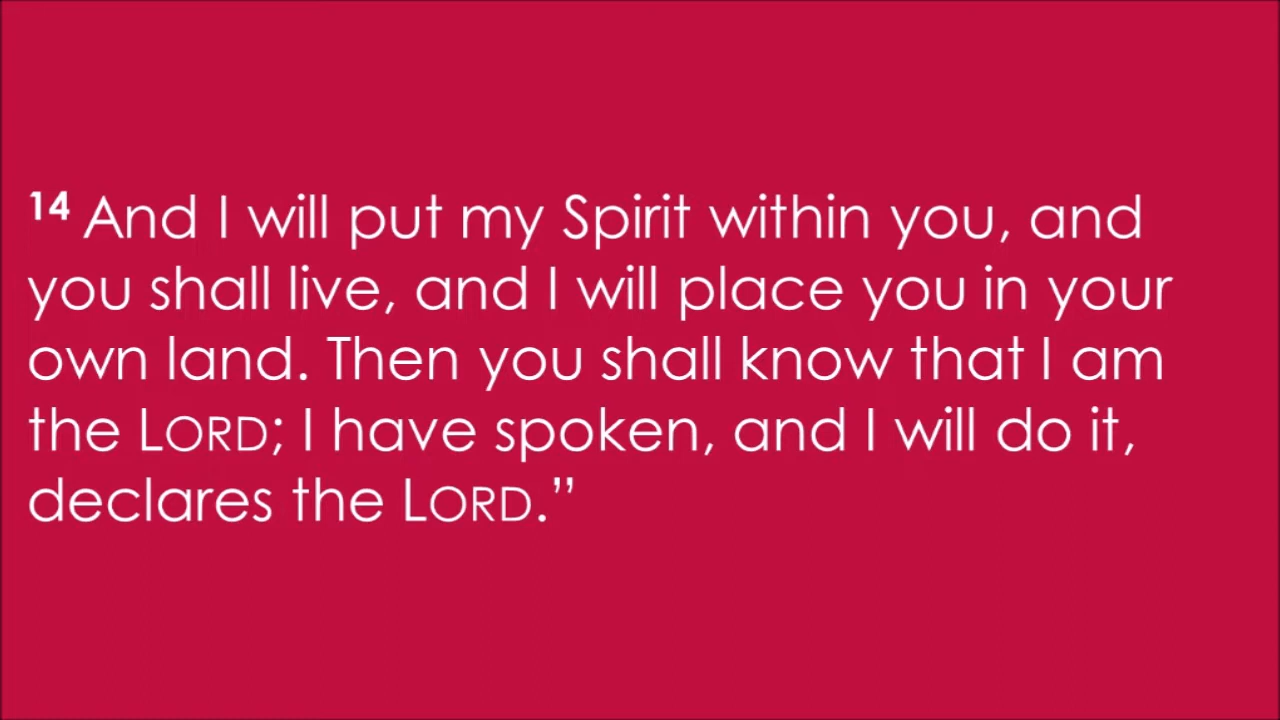 14 And I will put my Spirit within you, and
you shall live, and I will place you in your
own land. Then you shall know that I am
the LORD; I have spoken, and I will do it,
declares the LORD.”